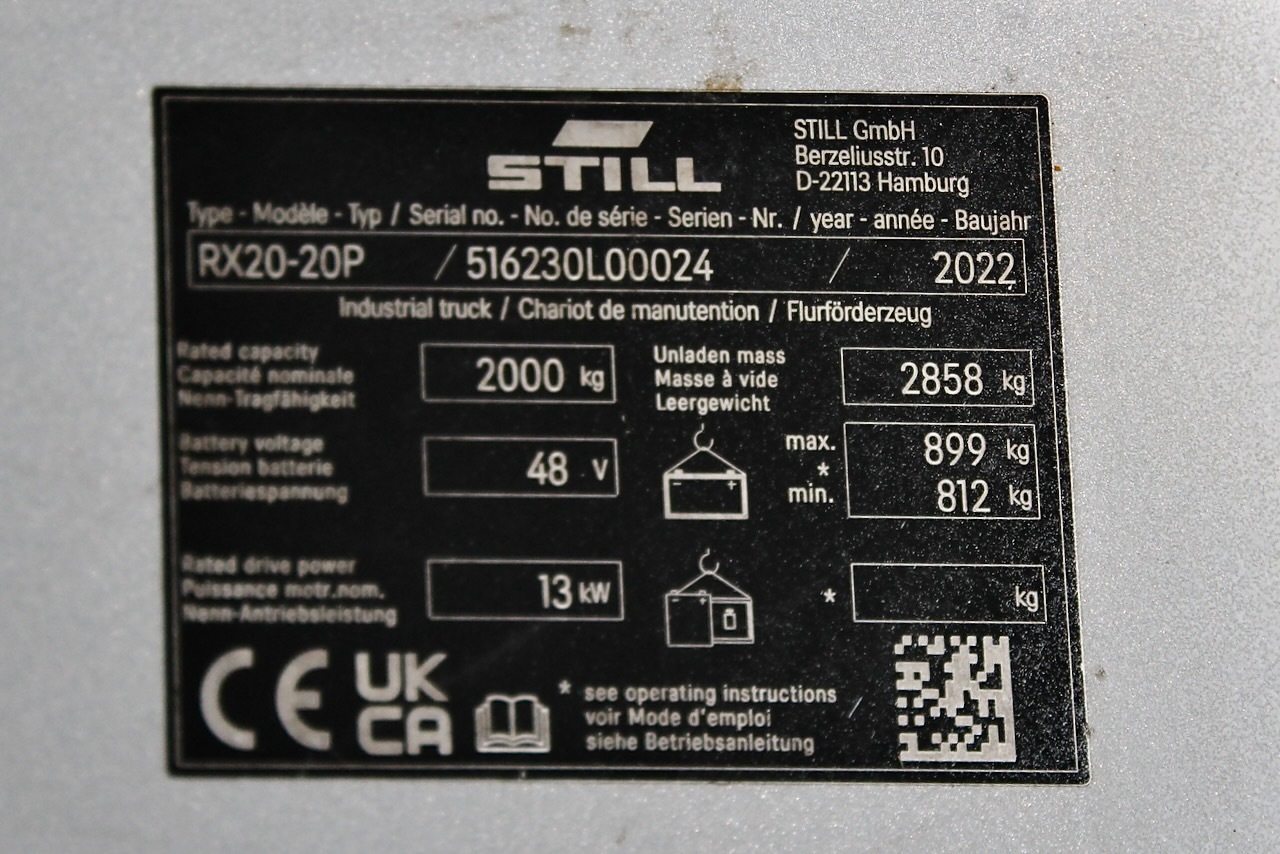 STILL
STILL GmbH
Berzeliusstr. 10
D-22113 Hamburg
Type - Modèle - Typ / Serial no. - No. de série - Serien - Nr. / year - année - Baujahr
RX20-20P / 516230L00024 / 2022
Industrial truck / Chariot de manutention / Flurförderzeug
Rated capacity
Capacité nominale
Nenn-Tragfähigkeit
2000 kg
Unladen mass
Masse à vide
Leergewicht
2858 kg
Battery voltage
Tension batterie
Batteriespannung
48 V
max. 899 kg
*
min. 812 kg
Rated drive power
Puissance motr.nom.
Nenn-Antriebsleistung
13 kW
* kg
CE
UK
CA
* see operating instructions /
voir Mode d'emploi
siehe Betriebsanleitung